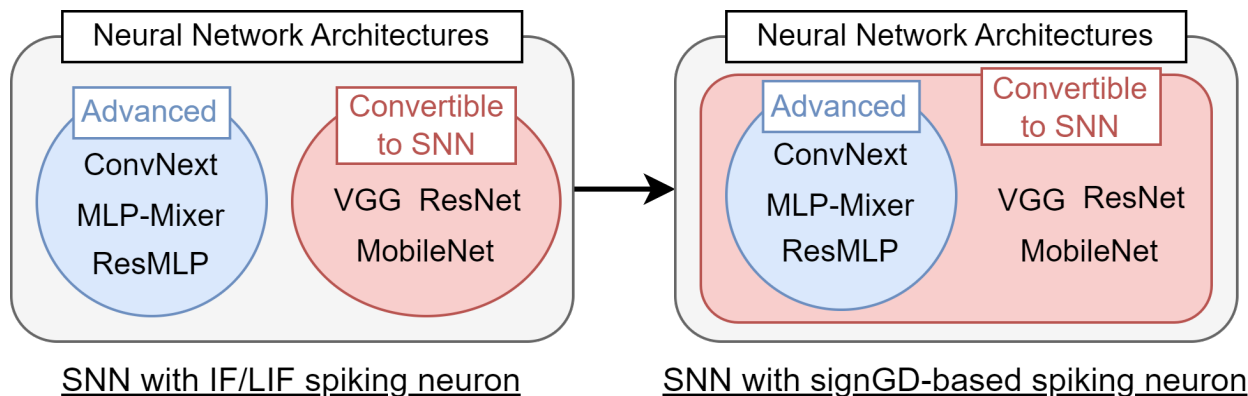 Neural Network Architectures
Advanced
ConvNext
MLP-Mixer
ResMLP
Convertible
to SNN
VGG ResNet
MobileNet
SNN with IF/LIF spiking neuron
Neural Network Architectures
Advanced
ConvNext
MLP-Mixer
ResMLP
Convertible
to SNN
VGG ResNet
MobileNet
SNN with signGD-based spiking neuron